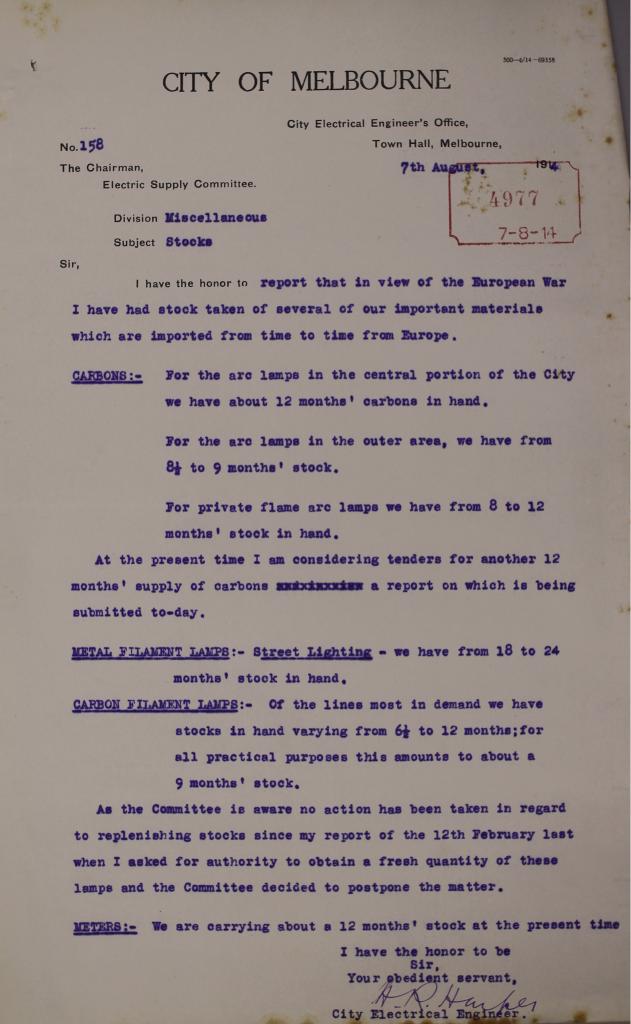 500—6/14—69358
CITY OF MELBOURNE
City Electrical Engineer's Office,
No. 158
Town Hall, Melbourne,
The Chairman,
7th August, 1914
Electric Supply Committee.
4977
7-8-14
Division Miscellaneous
Subject Stocks
Sir,
I have the honor to report that in view of the European War
I have had stock taken of several of our important materials
which are imported from time to time from Europe.
CARBONS:- For the arc lamps in the central portion of the City
we have about 12 months' carbons in hand.
For the arc lamps in the outer area, we have from
8½ to 9 months' stock.
For private flame arc lamps we have from 8 to 12
months' stock in hand.
At the present time I am considering tenders for another 12
months' supply of carbons a report on which is being
submitted to-day.
METAL FILAMENT LAMPS:- Street Lighting - we have from 18 to 24
months' stock in hand.
CARBON FILAMENT LAMPS:- Of the lines most in demand we have
stocks in hand varying from 6½ to 12 months;for
all practical purposes this amounts to about a
9 months' stock.
As the Committee is aware no action has been taken in regard
to replenishing stocks since my report of the 12th February last
when I asked for authority to obtain a fresh quantity of these
lamps and the Committee decided to postpone the matter.
METERS:- We are carrying about a 12 months' stock at the present time
I have the honor to be
Sir,
Your obedient servant,
H. R. Harper
City Electrical Engineer.